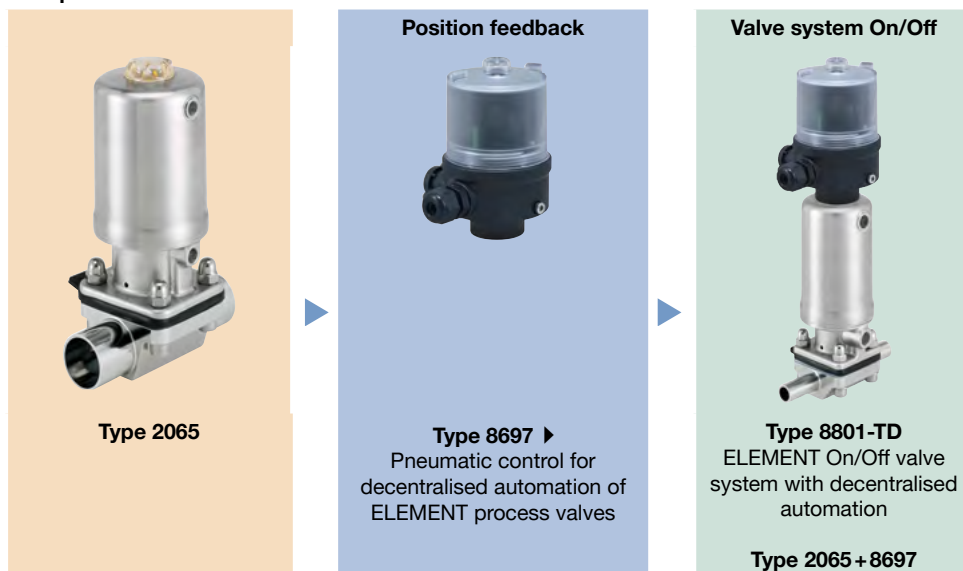 Type 2065
Position feedback
Type 8697
Pneumatic control for
decentralised automation of
ELEMENT process valves
Valve system On/Off
Type 8801-TD
ELEMENT On/Off valve
system with decentralised
automation
Type 2065 + 8697